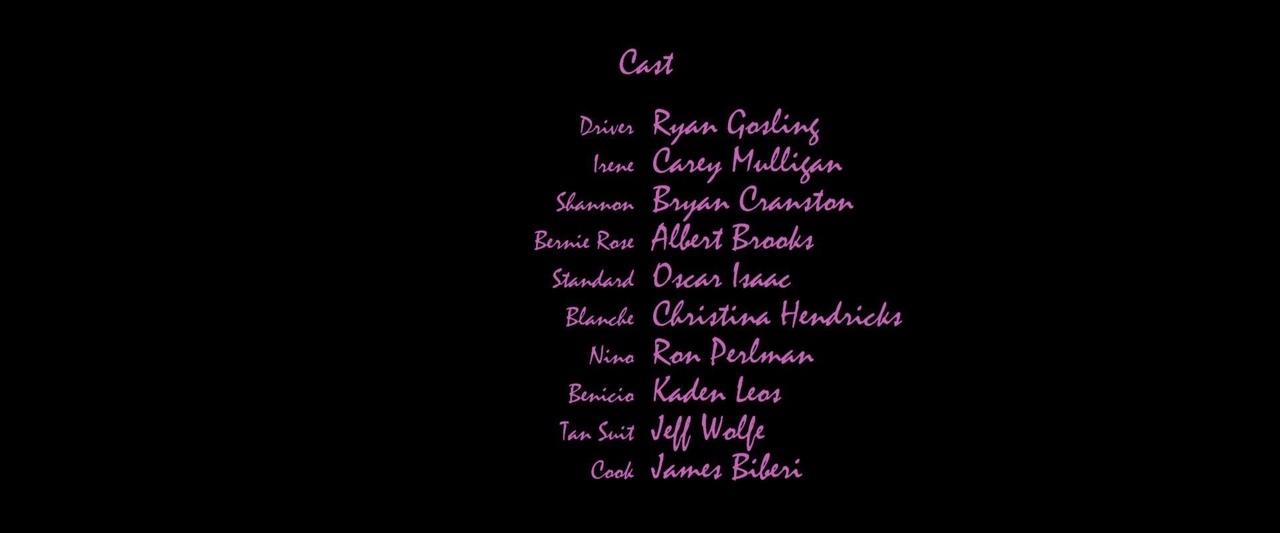 Cast
Driver Ryan Gosling
Irene Carey Mulligan
Shannon Bryan Cranston
Bernie Rose Albert Brooks
Standard Oscar Isaac
Blanche Christina Hendricks
Nino Ron Perlman
Benicio Kaden Leos
Tan Suit Jeff Wolfe
Cook James Biberi